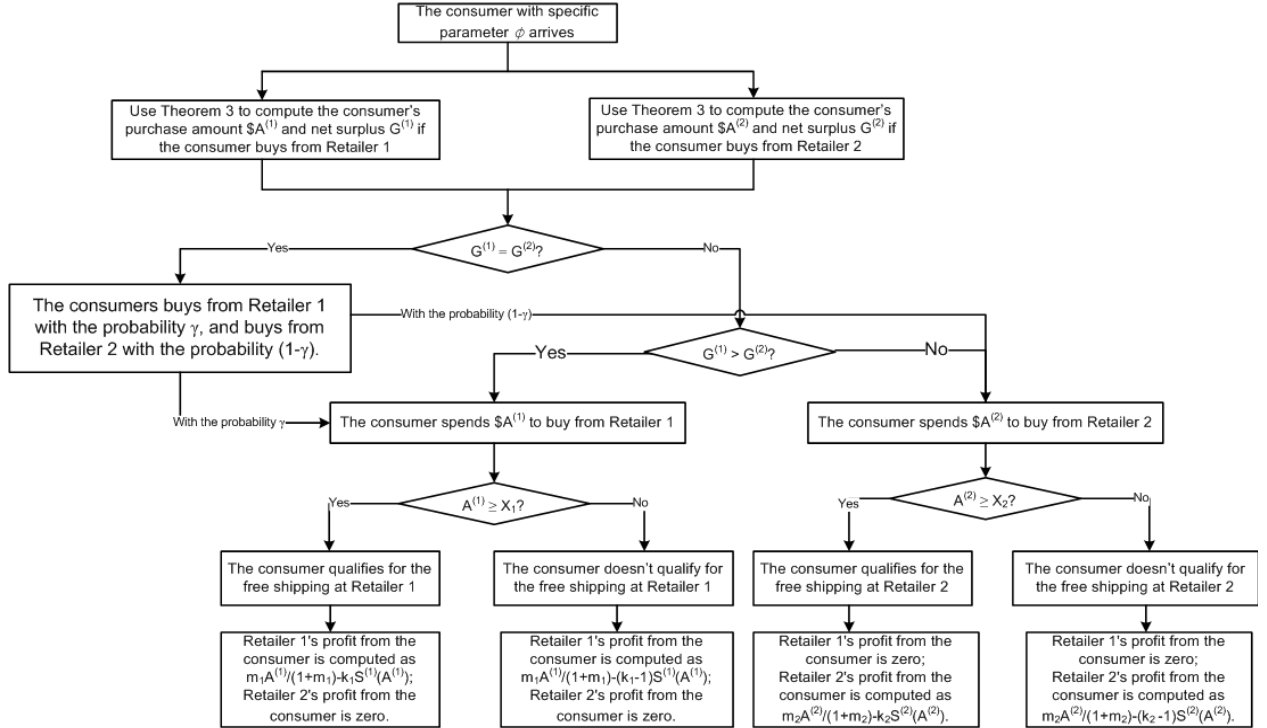 The consumer with specific
parameter ϕ arrives
Use Theorem 3 to compute the consumer's
purchase amount $A⁽¹⁾ and net surplus G⁽¹⁾ if
the consumer buys from Retailer 1
Use Theorem 3 to compute the consumer's
purchase amount $A⁽²⁾ and net surplus G⁽²⁾ if
the consumer buys from Retailer 2
Yes
G⁽¹⁾ = G⁽²⁾?
No
The consumers buys from Retailer 1
with the probability γ, and buys from
Retailer 2 with the probability (1-γ).
With the probability (1-γ)
Yes
G⁽¹⁾ > G⁽²⁾?
No
With the probability γ
The consumer spends $A⁽¹⁾ to buy from Retailer 1
The consumer spends $A⁽²⁾ to buy from Retailer 2
Yes
A⁽¹⁾ ≥ X₁?
No
Yes
A⁽²⁾ ≥ X₂?
No
The consumer qualifies for the
free shipping at Retailer 1
The consumer doesn't qualify for
the free shipping at Retailer 1
The consumer qualifies for the
free shipping at Retailer 2
The consumer doesn't qualify for
the free shipping at Retailer 2
Retailer 1's profit from the
consumer is computed as
m₁A⁽¹⁾/(1+m₁)-k₁S⁽¹⁾(A⁽¹⁾);
Retailer 2's profit from the
consumer is zero.
Retailer 1's profit from the
consumer is computed as
m₁A⁽¹⁾/(1+m₁)-(k₁-1)S⁽¹⁾(A⁽¹⁾);
Retailer 2's profit from the
consumer is zero.
Retailer 1's profit from the
consumer is zero;
Retailer 2's profit from the
consumer is computed as
m₂A⁽²⁾/(1+m₂)-k₂S⁽²⁾(A⁽²⁾).
Retailer 1's profit from the
consumer is zero;
Retailer 2's profit from the
consumer is computed as
m₂A⁽²⁾/(1+m₂)-(k₂-1)S⁽²⁾(A⁽²⁾).